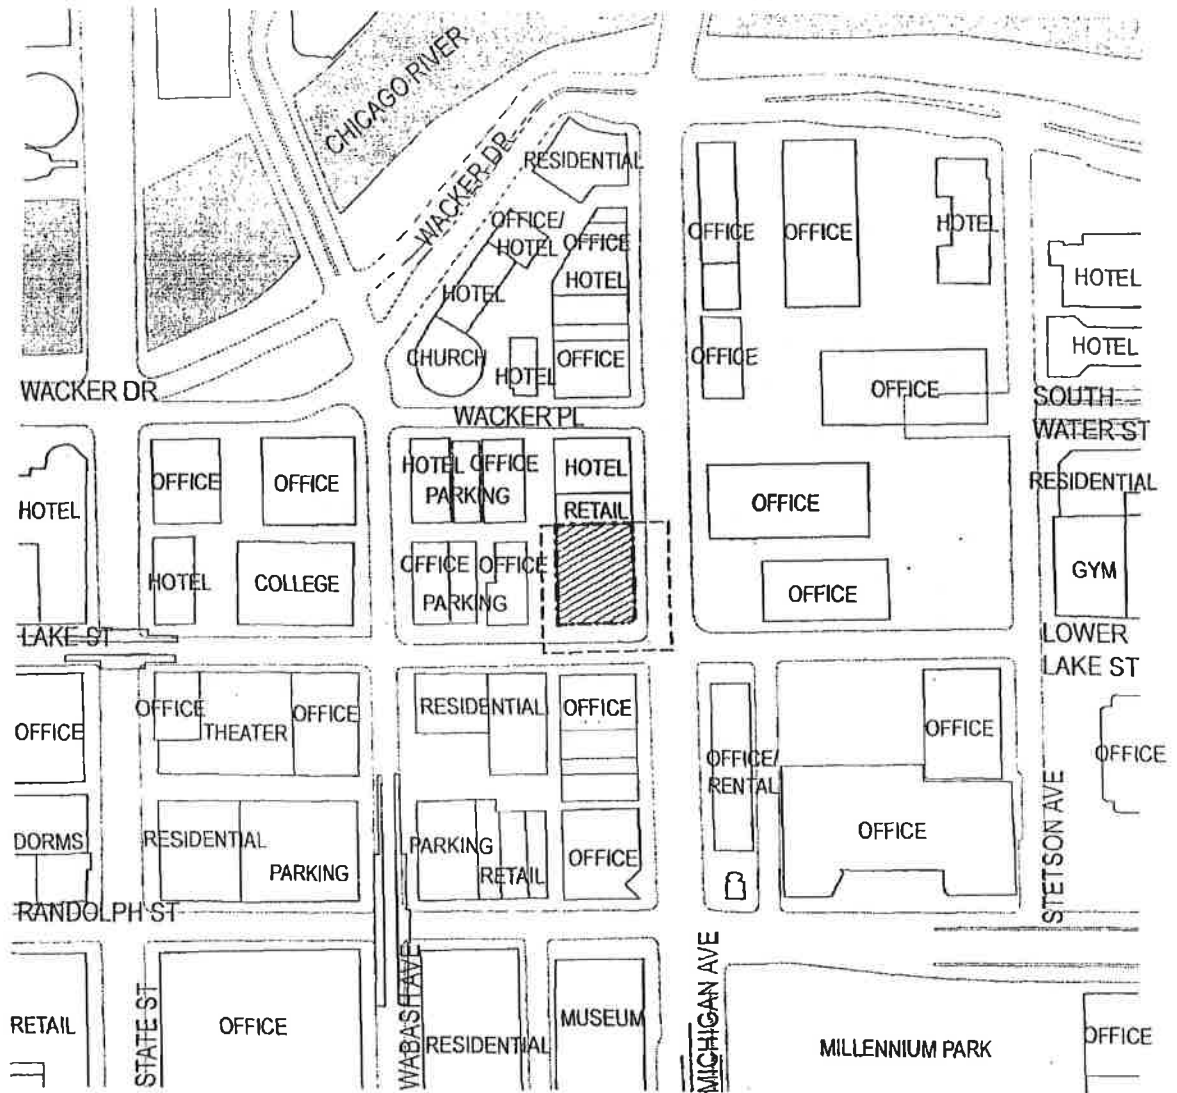 CHICAGO RIVER
WACKER DR
RESIDENTIAL
OFFICE/
HOTEL
OFFICE
HOTEL
HOTEL
CHURCH
HOTEL
OFFICE
OFFICE
OFFICE
HOTEL
OFFICE
OFFICE
HOTEL
HOTEL
WACKER DR
WACKER PL
SOUTH
WATER ST
HOTEL
OFFICE
OFFICE
HOTEL
OFFICE
PARKING
HOTEL
RETAIL
OFFICE
RESIDENTIAL
HOTEL
COLLEGE
OFFICE
OFFICE
PARKING
OFFICE
GYM
LAKE ST
LOWER
LAKE ST
OFFICE
OFFICE
THEATER
OFFICE
RESIDENTIAL
OFFICE
OFFICE/
RENTAL
OFFICE
OFFICE
DORMS
RESIDENTIAL
PARKING
PARKING
RETAIL
OFFICE
OFFICE
STETSON AVE
RANDOLPH ST
RETAIL
STATE ST
OFFICE
WABASH AVE
RESIDENTIAL
MUSEUM
MICHIGAN AVE
MILLENNIUM PARK
OFFICE